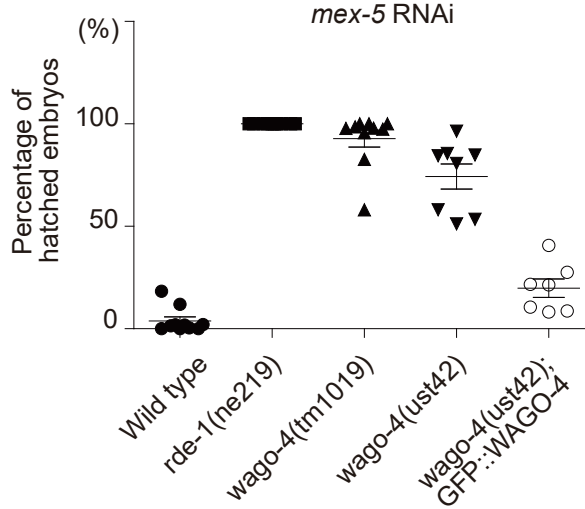 mex-5 RNAi
(%)
Percentage of
hatched embryos
100
50
0
Wild type
rde-1(ne219)
wago-4(tm1019)
wago-4(ust42)
wago-4(ust42);
GFP::WAGO-4